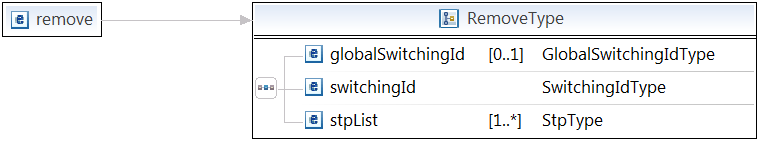 remove
RemoveType
globalSwitchingId [0..1] GlobalSwitchingIdType
switchingId SwitchingIdType
stpList [1..*] StpType